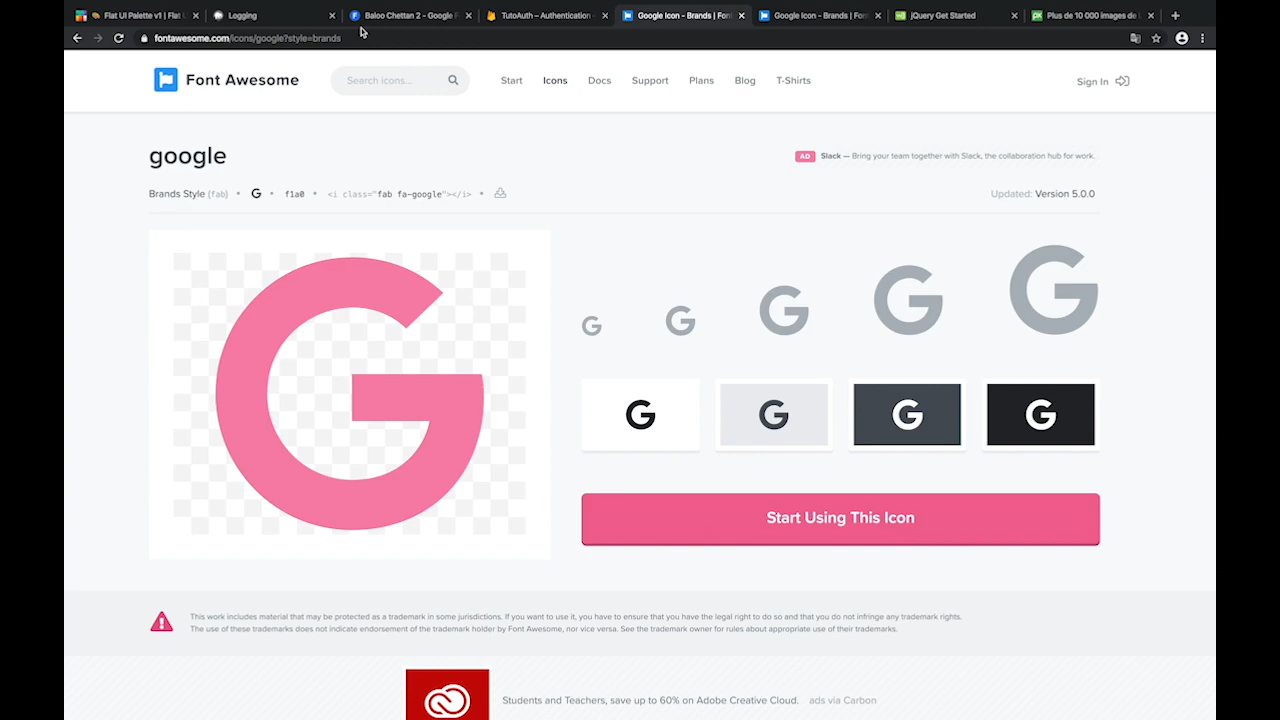 Flat UI Palette v1 | Flat U
Logging
Baloo Chettan 2 - Google F
TutoAuth – Authentication -
Google Icon - Brands | Font
Google Icon - Brands | Font
jQuery Get Started
Plus de 10 000 images de L
fontawesome.com/icons/google?style=brands
Font Awesome
Search icons...
Start
Icons
Docs
Support
Plans
Blog
T-Shirts
Sign In
google
AD Slack — Bring your team together with Slack, the collaboration hub for work.
Brands Style (fab) • G • f1a0 • <i class="fab fa-google"></i> •
Updated: Version 5.0.0
Start Using This Icon
This work includes material that may be protected as a trademark in some jurisdictions. If you want to use it, you have to ensure that you have the legal right to do so and that you do not infringe any trademark rights.
The use of these trademarks does not indicate endorsement of the trademark holder by Font Awesome, nor vice versa. See the trademark owner for rules about appropriate use of their trademarks.
Students and Teachers, save up to 60% on Adobe Creative Cloud. ads via Carbon